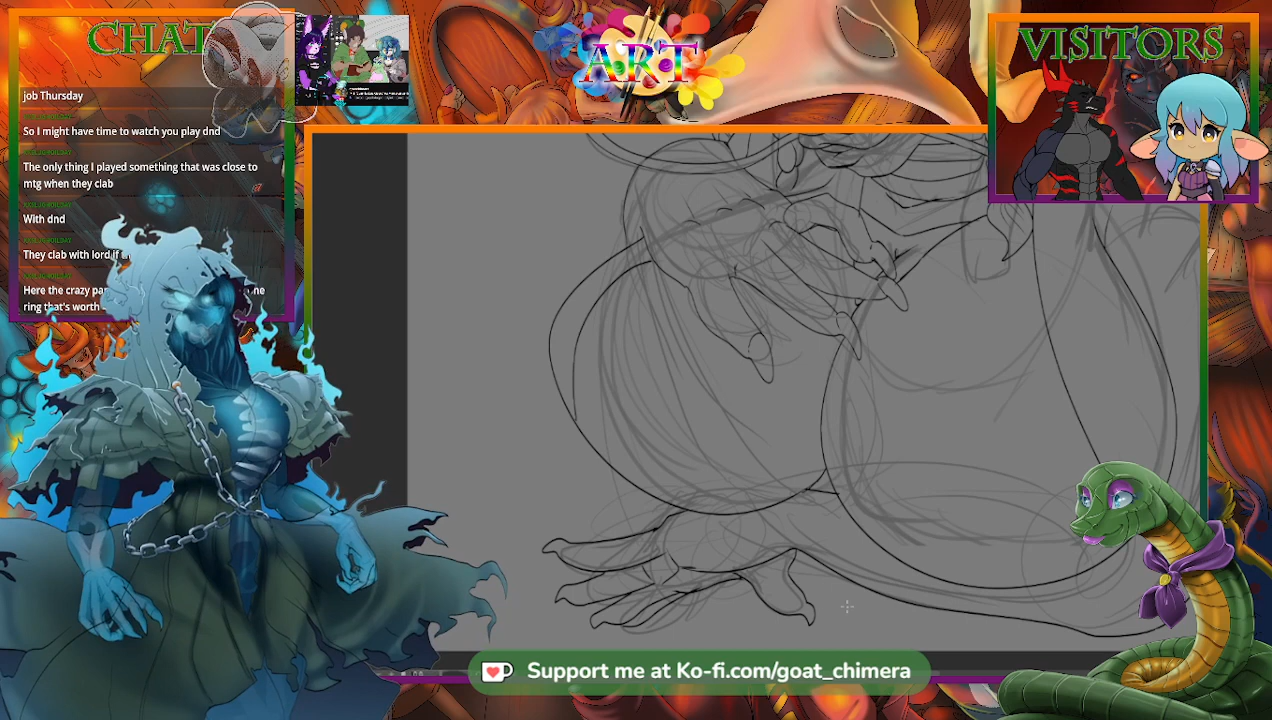 CHAT
job Thursday
So I might have time to watch you play dnd
The only thing I played something that was close to
mtg when they clab
With dnd
They clab with lord if
Here the crazy
ring that's worth
ART
VISITORS
Support me at Ko-fi.com/goat_chimera